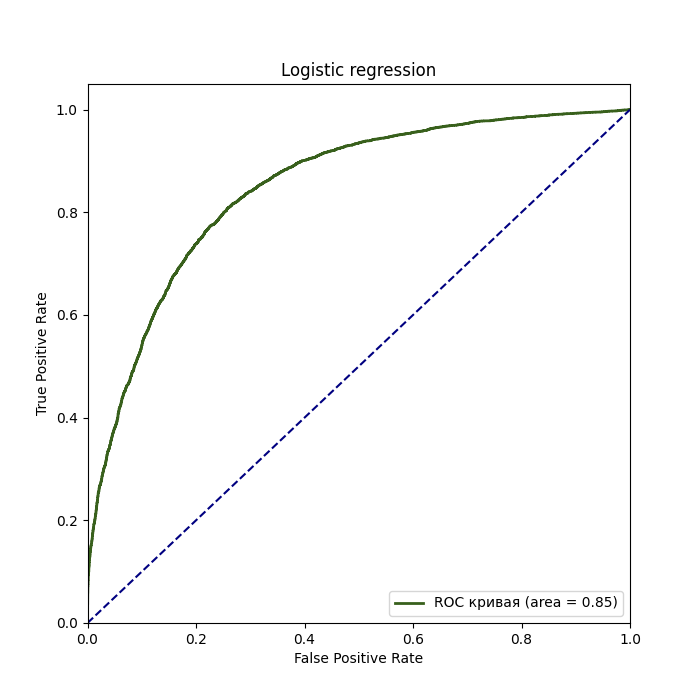 Logistic regression
1.0
0.8
0.6
0.4
0.2
0.0
True Positive Rate
ROC кривая (area = 0.85)
0.0 0.2 0.4 0.6 0.8 1.0
False Positive Rate